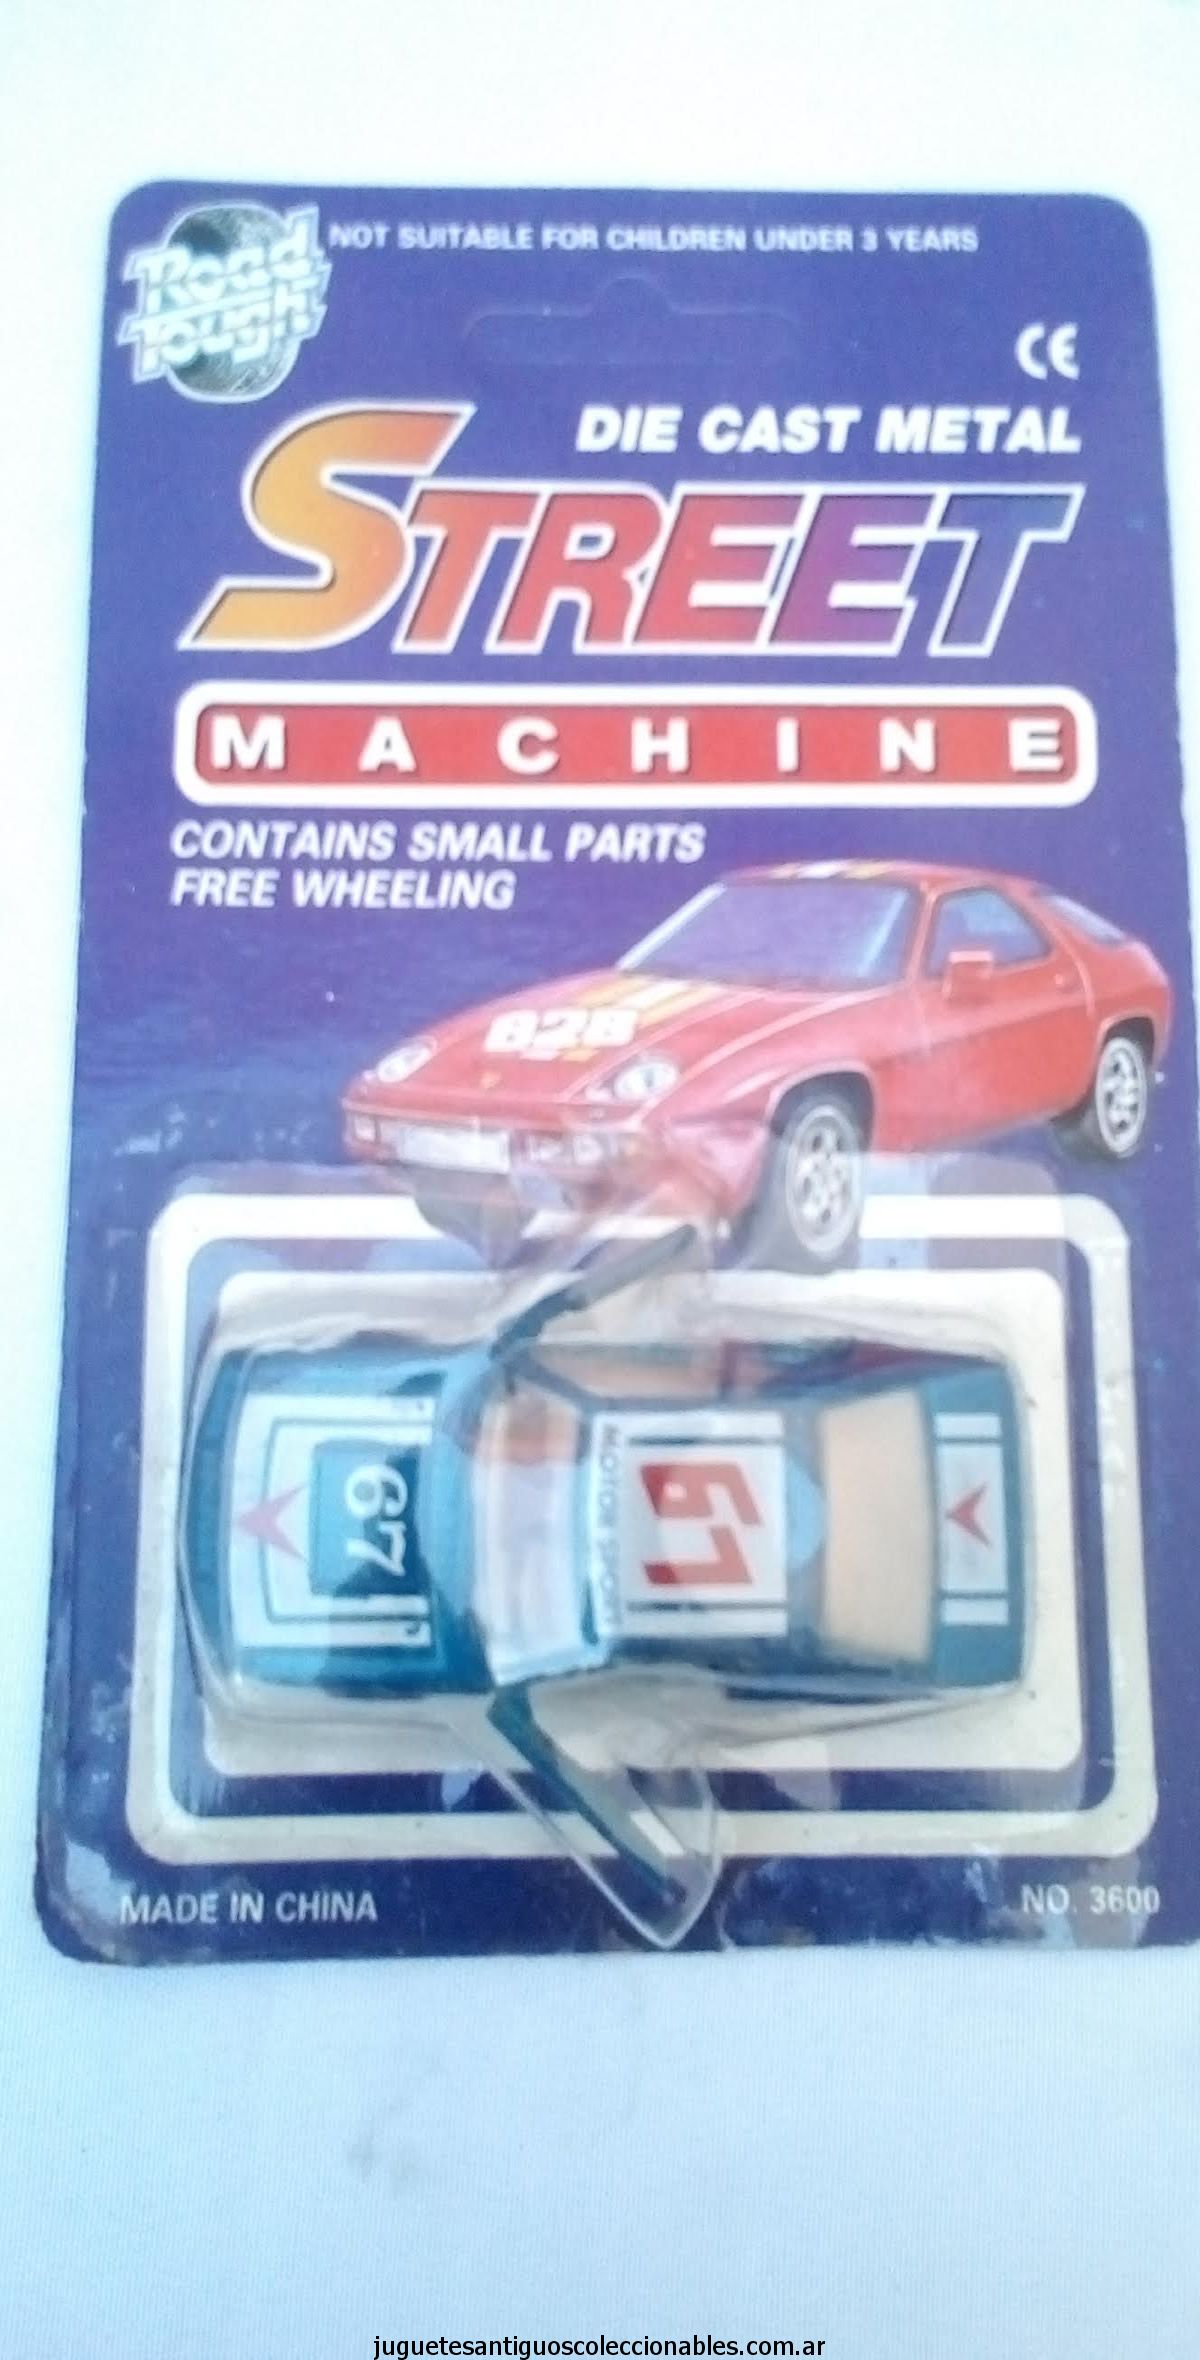 Road
Tough
NOT SUITABLE FOR CHILDREN UNDER 3 YEARS
CE
DIE CAST METAL
STREET
MACHINE
CONTAINS SMALL PARTS
FREE WHEELING
928
67
MOTOR SPORT
67
MADE IN CHINA
NO. 3600
juguetesantiguoscoleccionables.com.ar